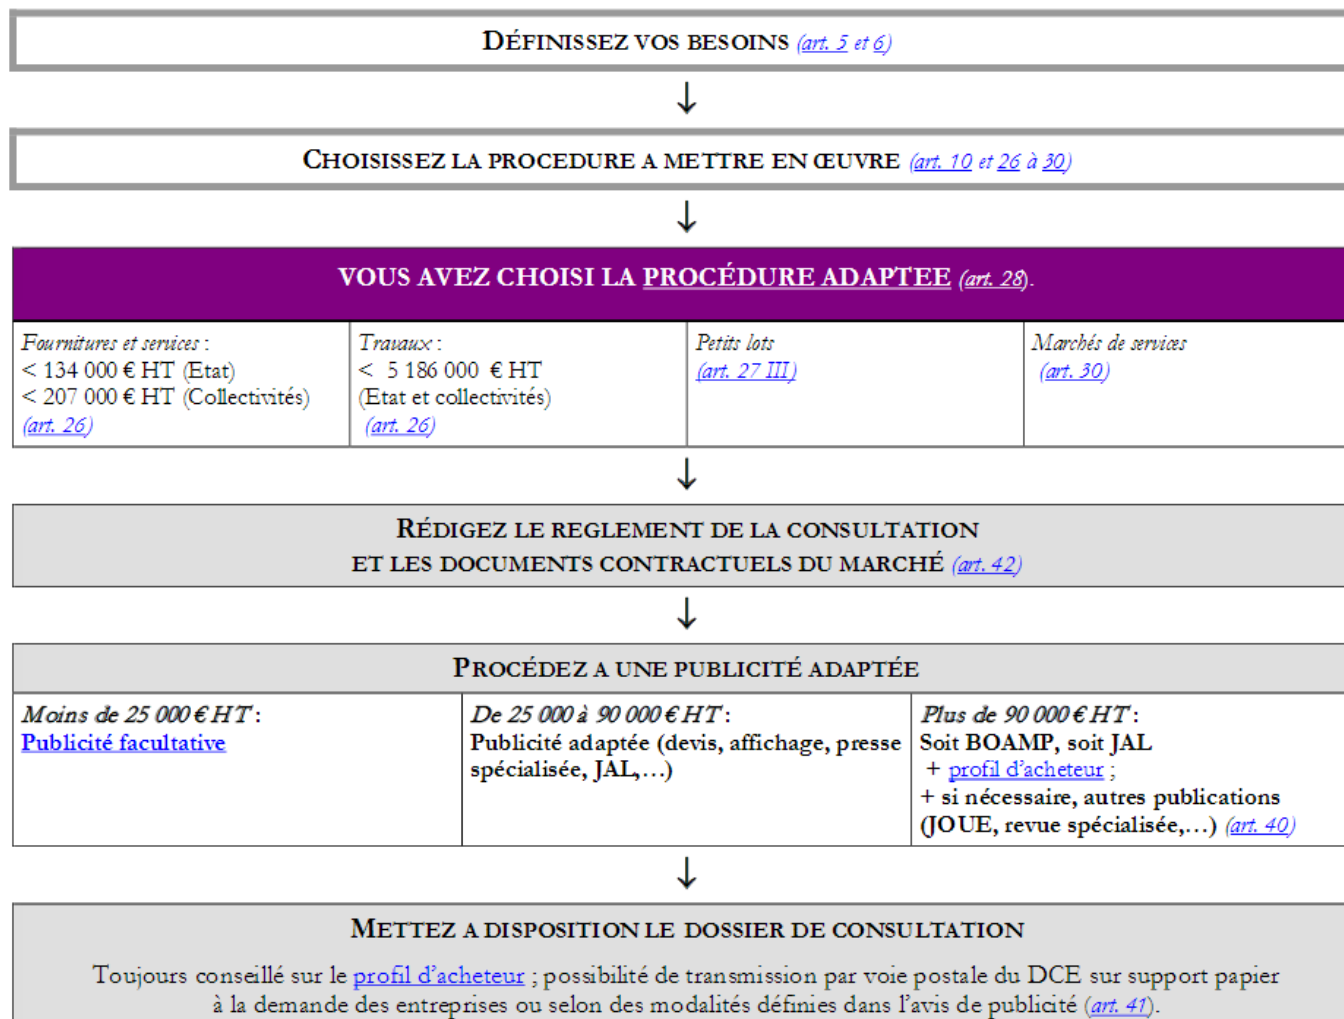 DÉFINISSEZ VOS BESOINS (art. 5 et 6)
↓
CHOISISSEZ LA PROCEDURE A METTRE EN ŒUVRE (art. 10 et 26 à 30)
↓
VOUS AVEZ CHOISI LA PROCÉDURE ADAPTEE (art. 28).
Fournitures et services :
< 134 000 € HT (Etat)
< 207 000 € HT (Collectivités)
(art. 26)
Travaux :
< 5 186 000 € HT
(Etat et collectivités)
(art. 26)
Petits lots
(art. 27 III)
Marchés de services
(art. 30)
↓
RÉDIGEZ LE REGLEMENT DE LA CONSULTATION
ET LES DOCUMENTS CONTRACTUELS DU MARCHÉ (art. 42)
↓
PROCÉDEZ A UNE PUBLICITÉ ADAPTÉE
Moins de 25 000 € HT :
Publicité facultative
De 25 000 à 90 000 € HT :
Publicité adaptée (devis, affichage, presse
spécialisée, JAL,…)
Plus de 90 000 € HT :
Soit BOAMP, soit JAL
+ profil d’acheteur ;
+ si nécessaire, autres publications
(JOUE, revue spécialisée,…) (art. 40)
↓
METTEZ A DISPOSITION LE DOSSIER DE CONSULTATION
Toujours conseillé sur le profil d’acheteur ; possibilité de transmission par voie postale du DCE sur support papier
à la demande des entreprises ou selon des modalités définies dans l’avis de publicité (art. 41).